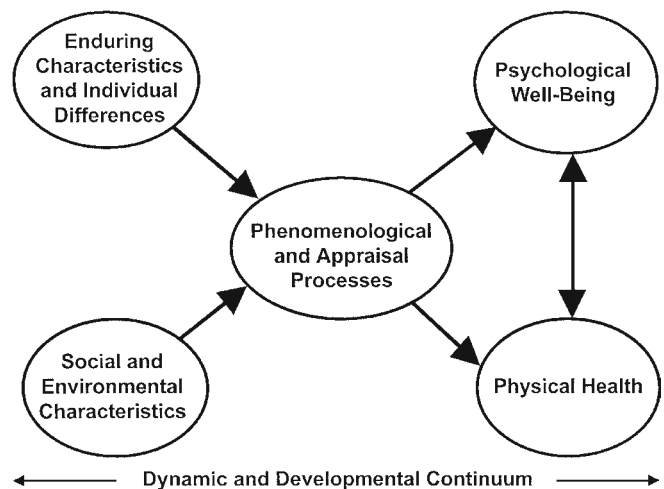 Enduring
Characteristics
and Individual
Differences
Psychological
Well-Being
Phenomenological
and Appraisal
Processes
Social and
Environmental
Characteristics
Physical Health
Dynamic and Developmental Continuum